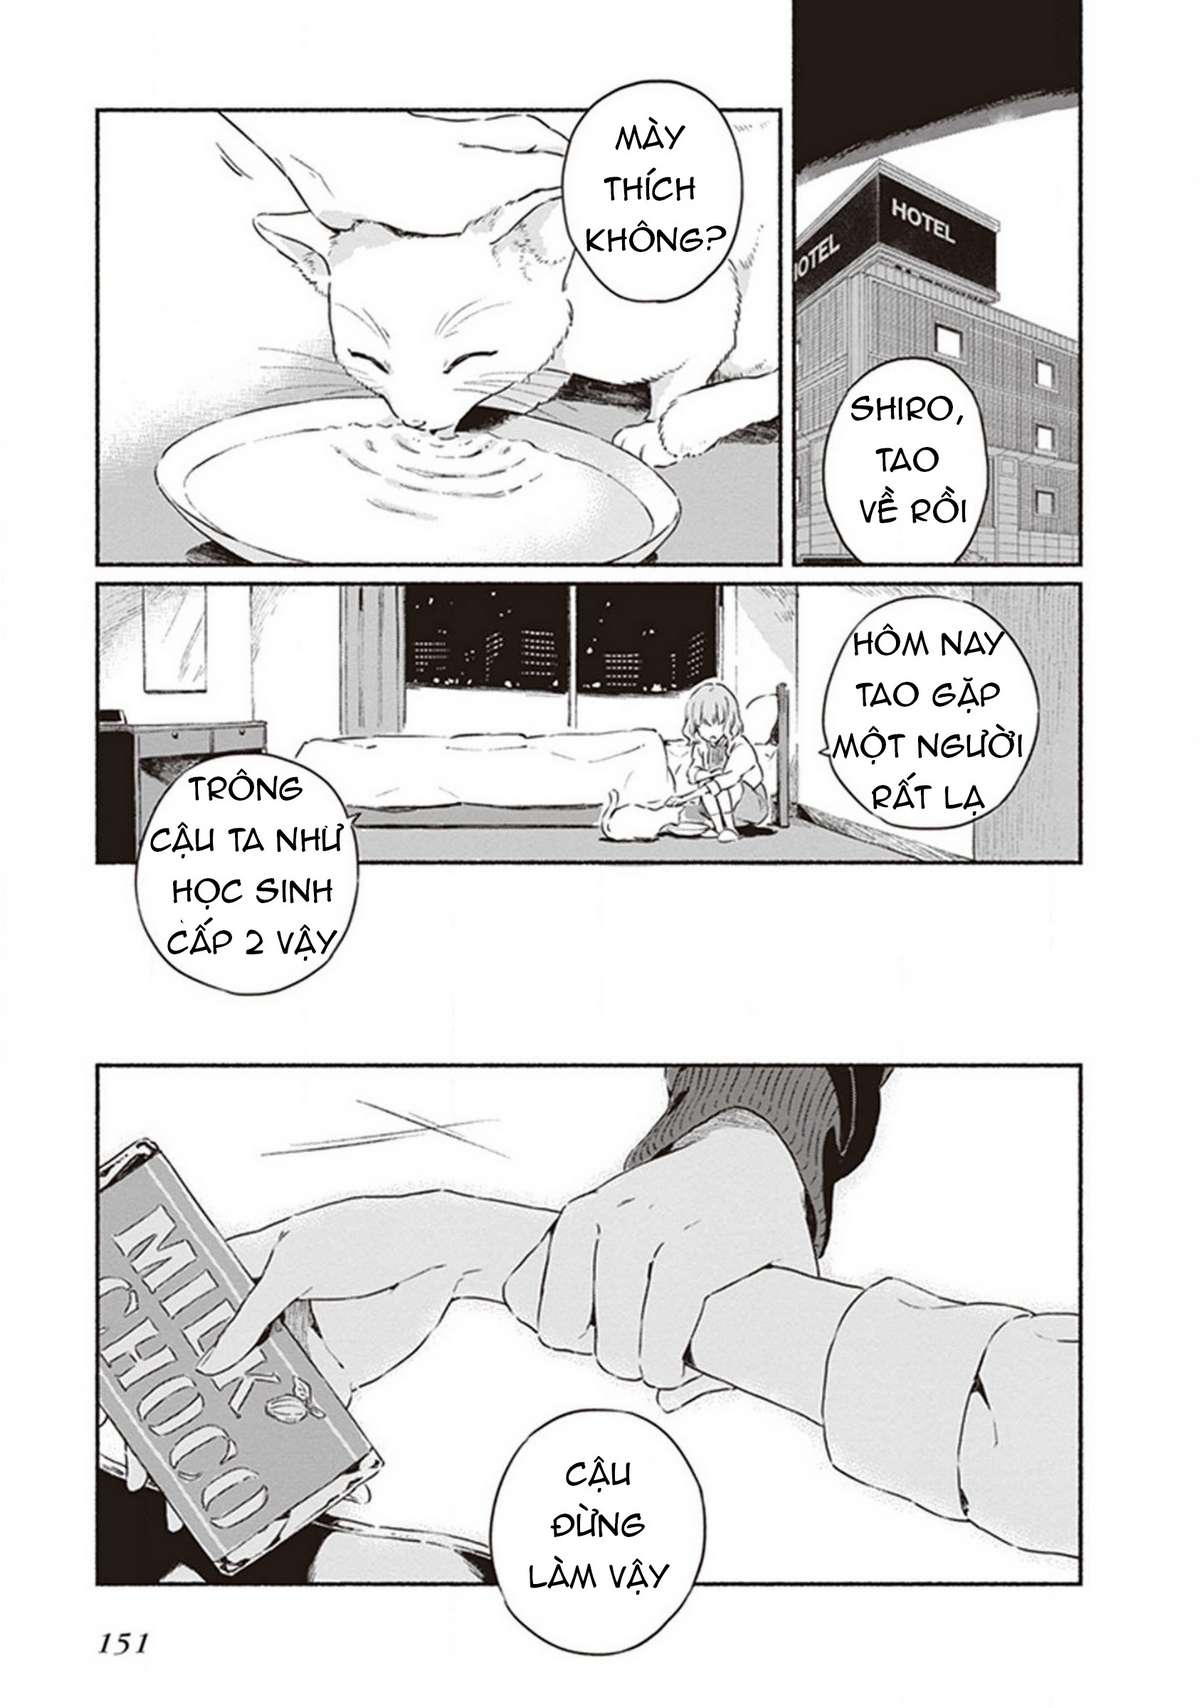 HOTEL
HOTEL
SHIRO,
TAO
VỀ RỒI
MÀY
THÍCH
KHÔNG?
HÔM NAY
TAO GẶP
MỘT NGƯỜI
RẤT LẠ
TRÔNG
CẬU TA NHƯ
HỌC SINH
CẤP 2 VẬY
MILK
CHOCO
CẬU
ĐỪNG
LÀM VẬY
151